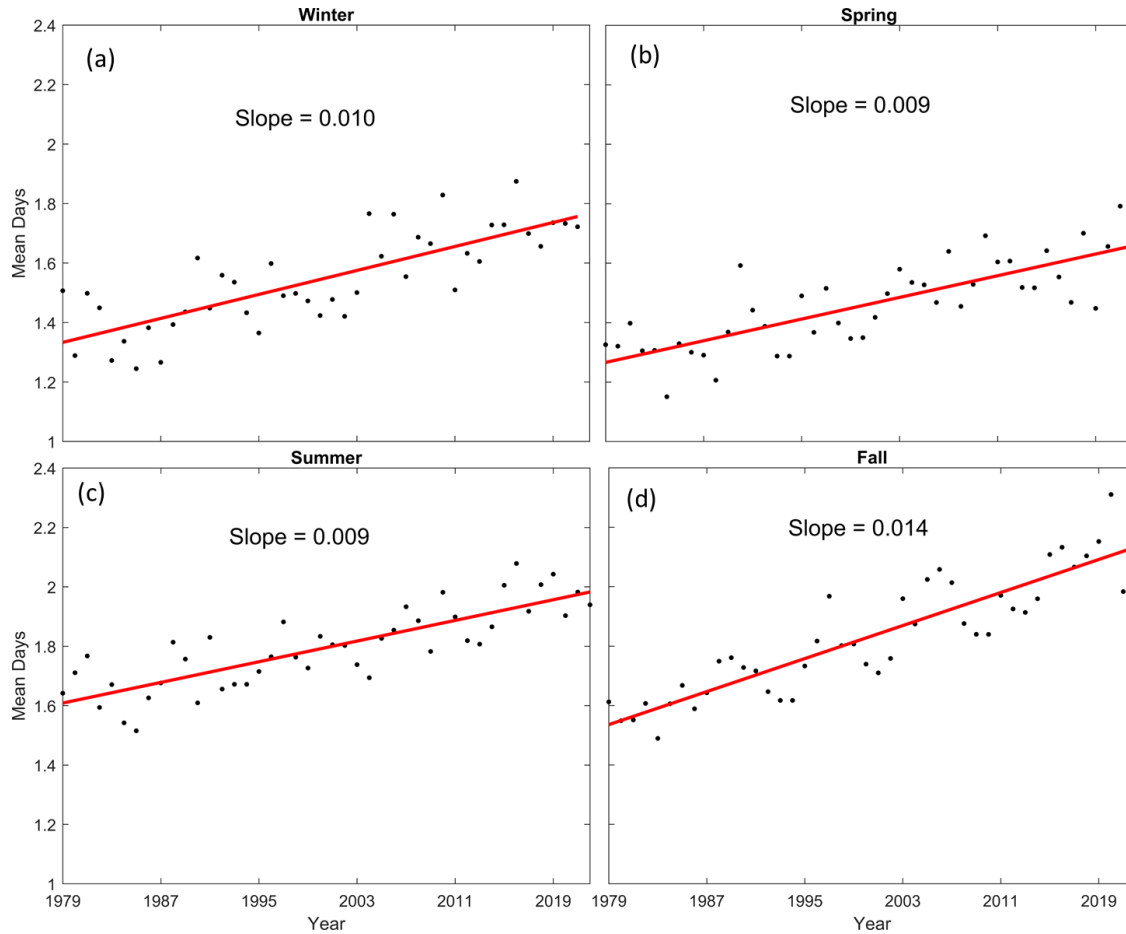 Winter
(a)
Slope = 0.010
2.4
2.2
2
1.8
1.6
1.4
1.2
1
Mean Days
Spring
(b)
Slope = 0.009
Summer
(c)
Slope = 0.009
2.4
2.2
2
1.8
1.6
1.4
1.2
1
Mean Days
1979 1987 1995 2003 2011 2019
Year
Fall
(d)
Slope = 0.014
1979 1987 1995 2003 2011 2019
Year